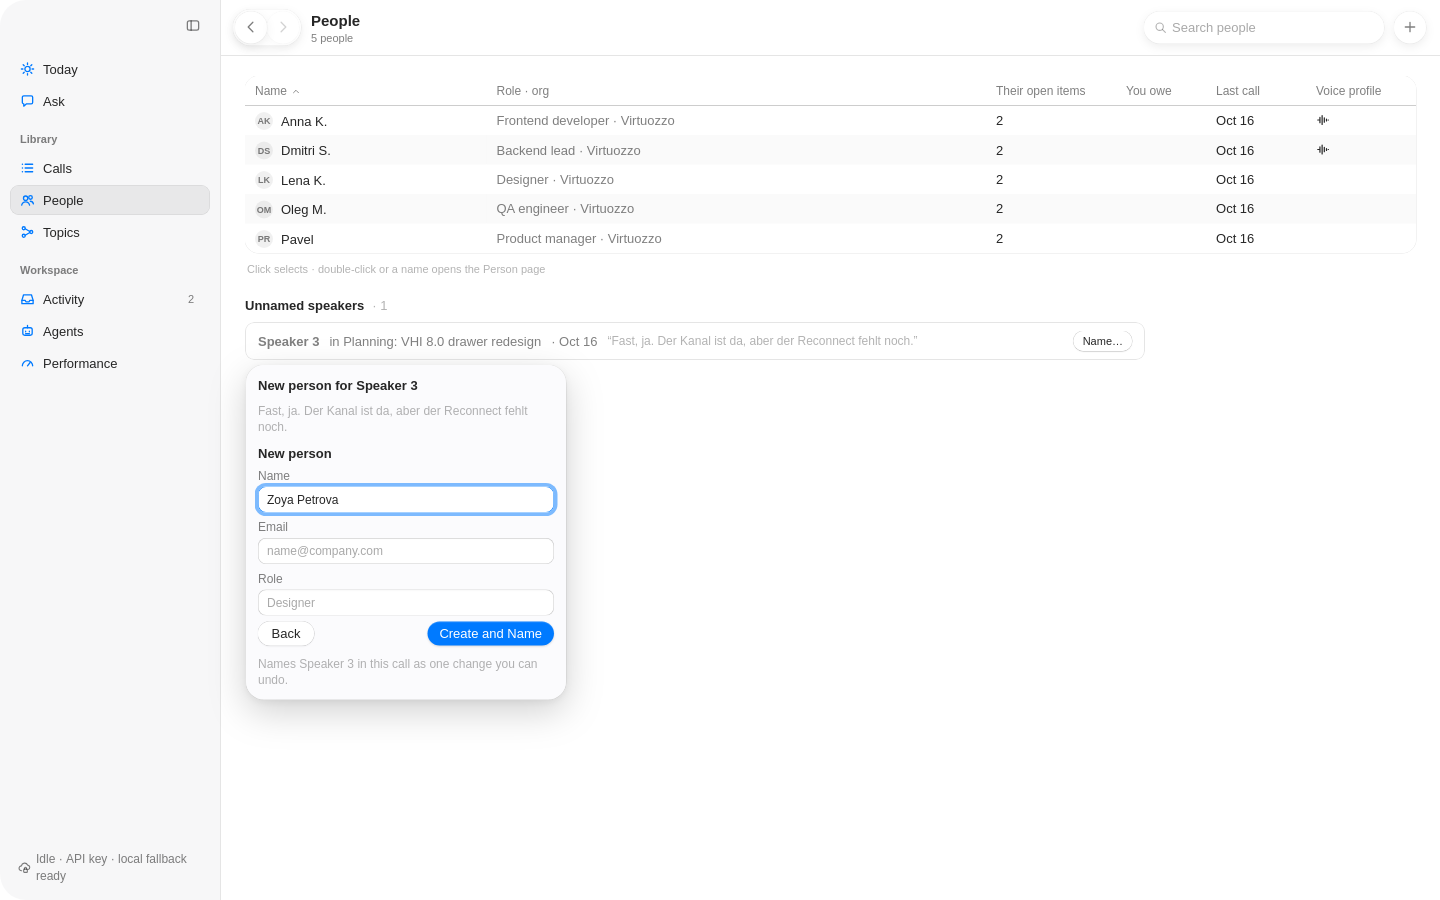 People
5 people
Search people
Today
Ask
Library
Calls
People
Topics
Workspace
Activity 2
Agents
Performance
Idle · API key · local fallback
ready
Name Role · org Their open items You owe Last call Voice profile
AK Anna K. Frontend developer · Virtuozzo 2 Oct 16
DS Dmitri S. Backend lead · Virtuozzo 2 Oct 16
LK Lena K. Designer · Virtuozzo 2 Oct 16
OM Oleg M. QA engineer · Virtuozzo 2 Oct 16
PR Pavel Product manager · Virtuozzo 2 Oct 16
Click selects · double-click or a name opens the Person page
Unnamed speakers · 1
Speaker 3 in Planning: VHI 8.0 drawer redesign · Oct 16 “Fast, ja. Der Kanal ist da, aber der Reconnect fehlt noch.” Name…
New person for Speaker 3
Fast, ja. Der Kanal ist da, aber der Reconnect fehlt
noch.
New person
Name
Zoya Petrova
Email
name@company.com
Role
Designer
Back Create and Name
Names Speaker 3 in this call as one change you can
undo.